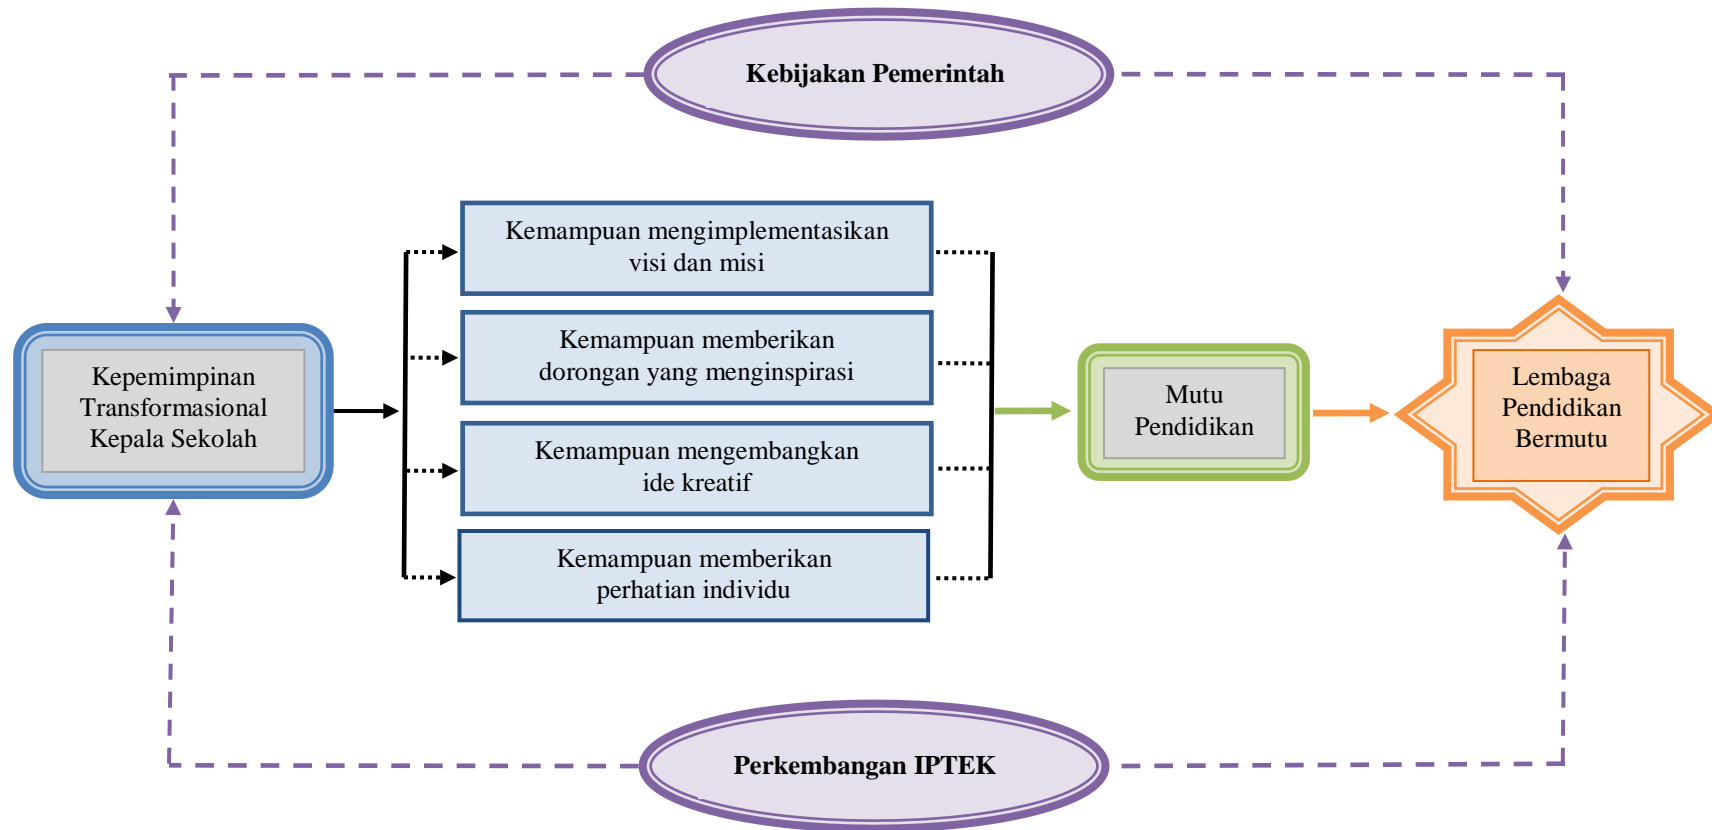 Kebijakan Pemerintah
Kepemimpinan
Transformasional
Kepala Sekolah
Kemampuan mengimplementasikan
visi dan misi
Kemampuan memberikan
dorongan yang menginspirasi
Kemampuan mengembangkan
ide kreatif
Kemampuan memberikan
perhatian individu
Mutu
Pendidikan
Lembaga
Pendidikan
Bermutu
Perkembangan IPTEK